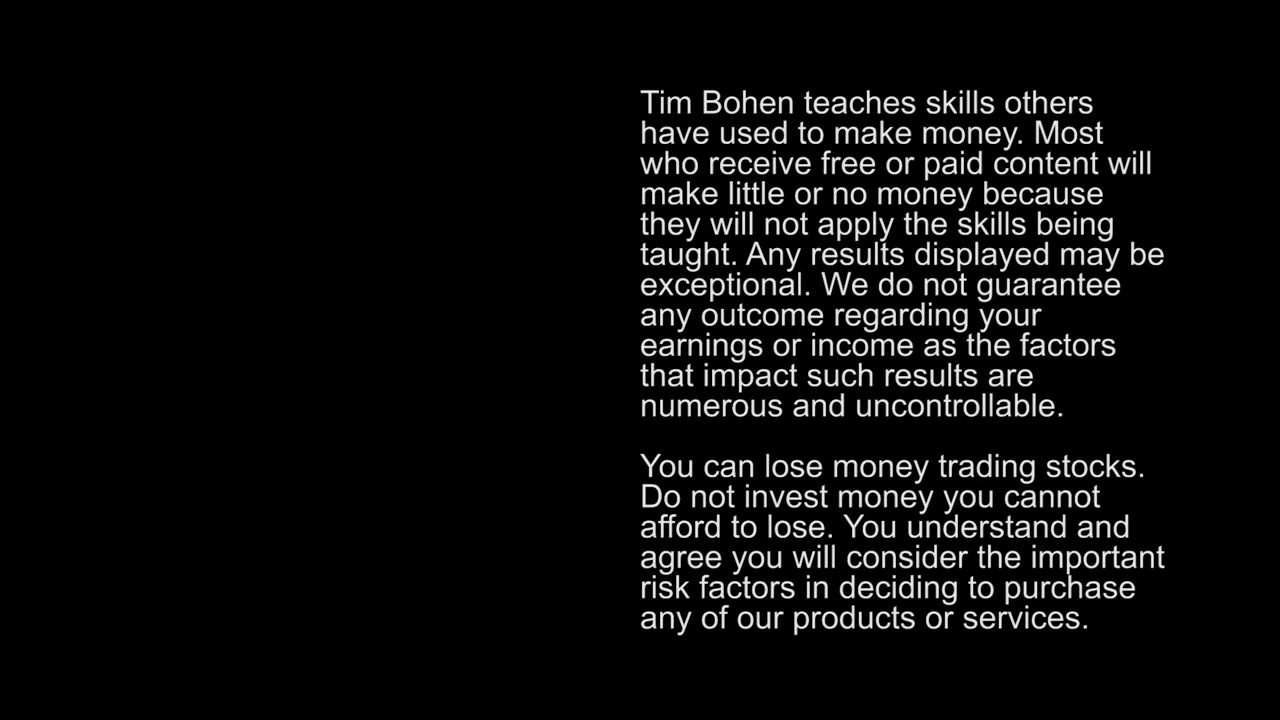 Tim Bohen teaches skills others
have used to make money. Most
who receive free or paid content will
make little or no money because
they will not apply the skills being
taught. Any results displayed may be
exceptional. We do not guarantee
any outcome regarding your
earnings or income as the factors
that impact such results are
numerous and uncontrollable.
You can lose money trading stocks.
Do not invest money you cannot
afford to lose. You understand and
agree you will consider the important
risk factors in deciding to purchase
any of our products or services.